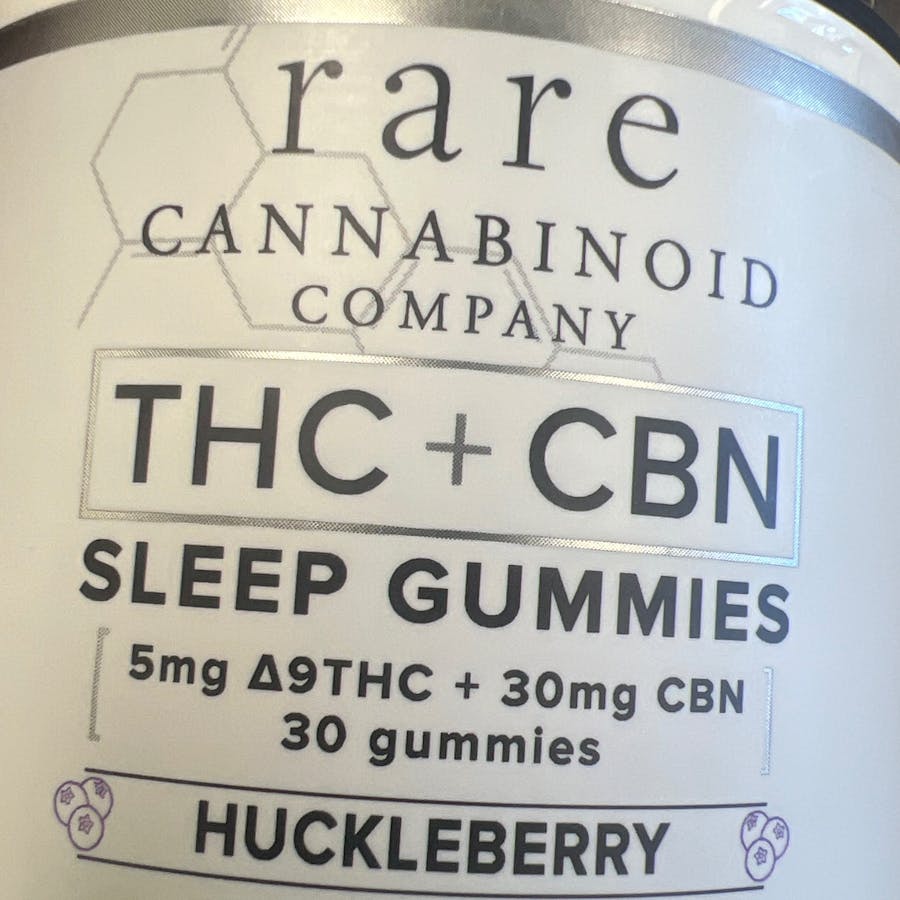 rare
CANNABINOID
COMPANY
THC + CBN
SLEEP GUMMIES
5mg Δ9THC + 30mg CBN
30 gummies
HUCKLEBERRY